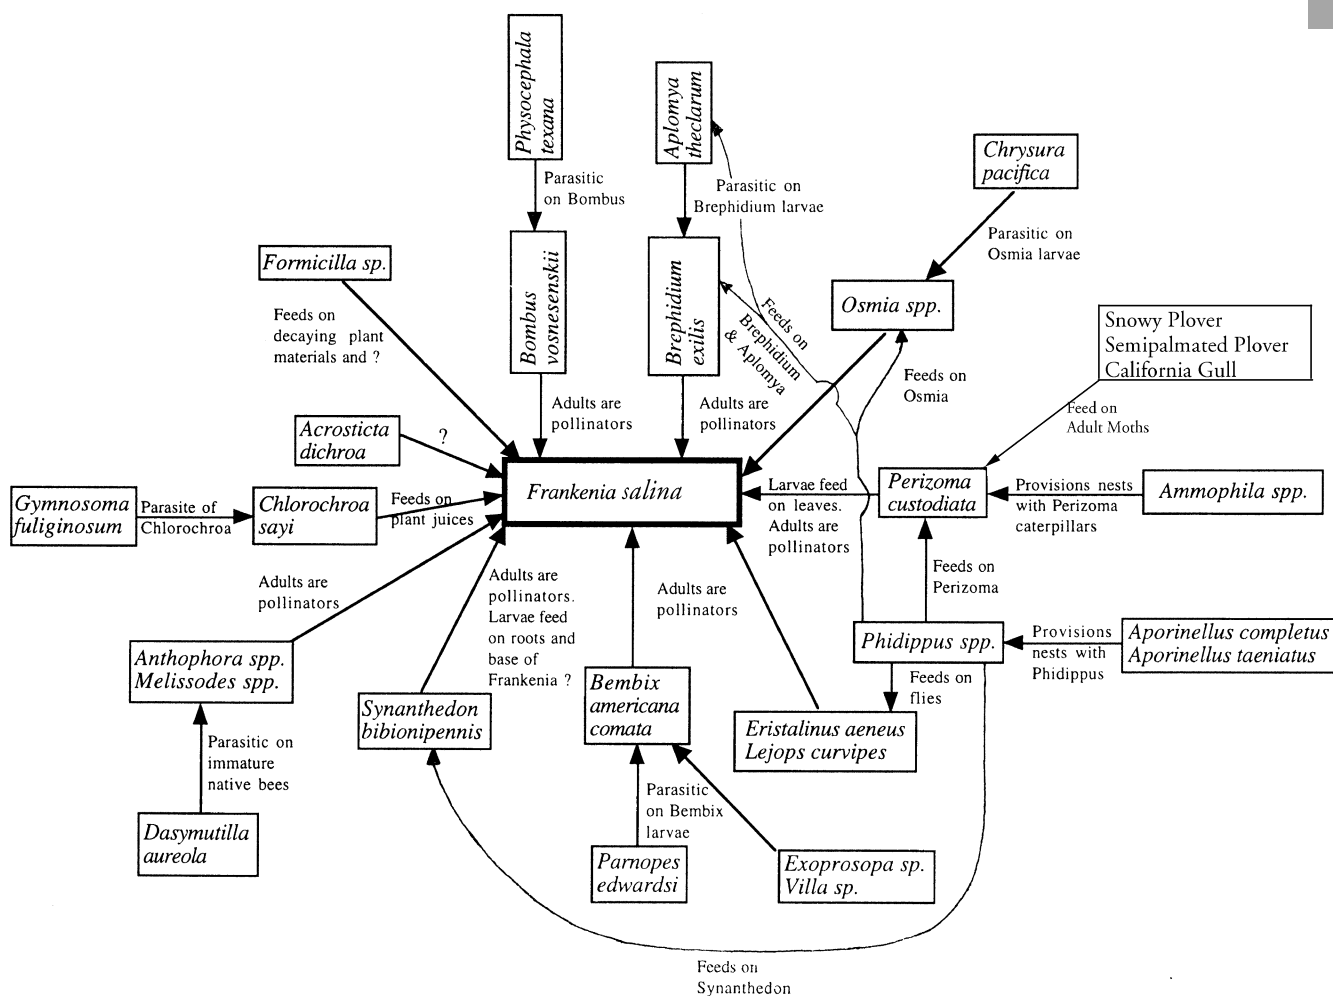 Physocephala
texana
Aplomya
theclarum
Chrysura
pacifica
Parasitic
on Bombus
Parasitic on
Brephidium larvae
Parasitic on
Osmia larvae
Formicilla sp.
Bombus
vosnesenskii
Brephidium
exilis
Osmia spp.
Snowy Plover
Semipalmated Plover
California Gull
Feeds on
decaying plant
materials and ?
Feeds on
Brephidium
& Aplomya
Feeds on
Osmia
Feed on
Adult Moths
Adults are
pollinators
Adults are
pollinators
Acrosticta
dichroa
?
Gymnosoma
fuliginosum
Parasite of
Chlorochroa
Chlorochroa
sayi
Feeds on
plant juices
Frankenia salina
Larvae feed
on leaves.
Adults are
pollinators
Perizoma
custodiata
Provisions nests
with Perizoma
caterpillars
Ammophila spp.
Adults are
pollinators
Adults are
pollinators.
Larvae feed
on roots and
base of
Frankenia ?
Adults are
pollinators
Feeds on
Perizoma
Anthophora spp.
Melissodes spp.
Phidippus spp.
Provisions
nests with
Phidippus
Aporinellus completus
Aporinellus taeniatus
Synanthedon
bibionipennis
Bembix
americana
comata
Feeds on
flies
Eristalinus aeneus
Lejops curvipes
Parasitic on
immature
native bees
Parasitic
on Bembix
larvae
Dasymutilla
aureola
Parnopes
edwardsi
Exoprosopa sp.
Villa sp.
Feeds on
Synanthedon